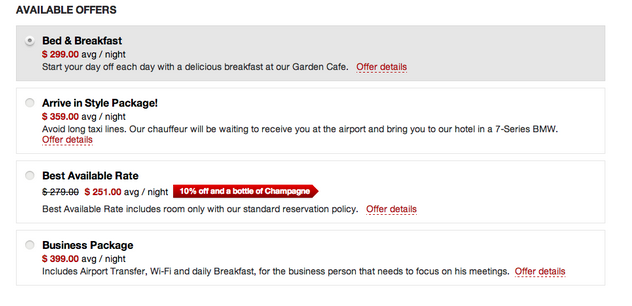 AVAILABLE OFFERS
Bed & Breakfast
$ 299.00 avg / night
Start your day off each day with a delicious breakfast at our Garden Cafe. Offer details
Arrive in Style Package!
$ 359.00 avg / night
Avoid long taxi lines. Our chauffeur will be waiting to receive you at the airport and bring you to our hotel in a 7-Series BMW.
Offer details
Best Available Rate
$ 279.00 $ 251.00 avg / night 10% off and a bottle of Champagne
Best Available Rate includes room only with our standard reservation policy. Offer details
Business Package
$ 399.00 avg / night
Includes Airport Transfer, Wi-Fi and daily Breakfast, for the business person that needs to focus on his meetings. Offer details